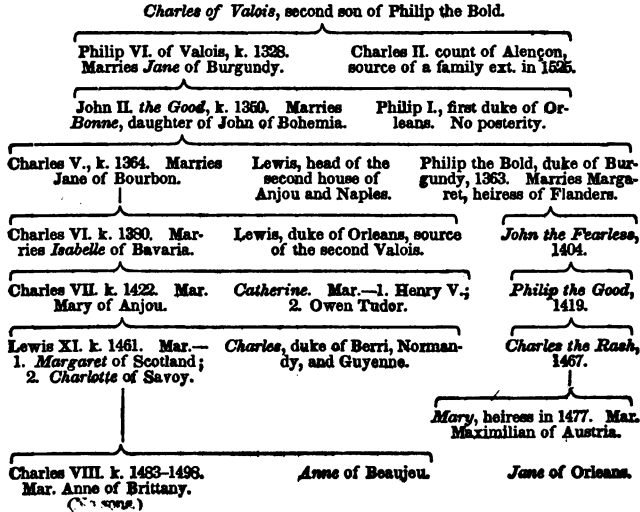 Charles of Valois, second son of Philip the Bold.
Philip VI. of Valois, k. 1328.
Marries Jane of Burgundy.
Charles II. count of Alençon,
source of a family ext. in 1525.
John II. the Good, k. 1350. Marries
Bonne, daughter of John of Bohemia.
Philip I., first duke of Or-
leans. No posterity.
Charles V., k. 1364. Marries
Jane of Bourbon.
Lewis, head of the
second house of
Anjou and Naples.
Philip the Bold, duke of Bur-
gundy, 1363. Marries Marga-
ret, heiress of Flanders.
Charles VI. k. 1380. Mar-
ries Isabelle of Bavaria.
Lewis, duke of Orleans, source
of the second Valois.
John the Fearless,
1404.
Charles VII. k. 1422. Mar.
Mary of Anjou.
Catherine. Mar.—1. Henry V.;
2. Owen Tudor.
Philip the Good,
1419.
Lewis XI. k. 1461. Mar.—
1. Margaret of Scotland;
2. Charlotte of Savoy.
Charles, duke of Berri, Norman-
dy, and Guyenne.
Charles the Rash,
1467.
Mary, heiress in 1477. Mar.
Maximilian of Austria.
Charles VIII. k. 1483-1498.
Mar. Anne of Brittany.
(No sons.)
Anne of Beaujeu.
Jane of Orleans.